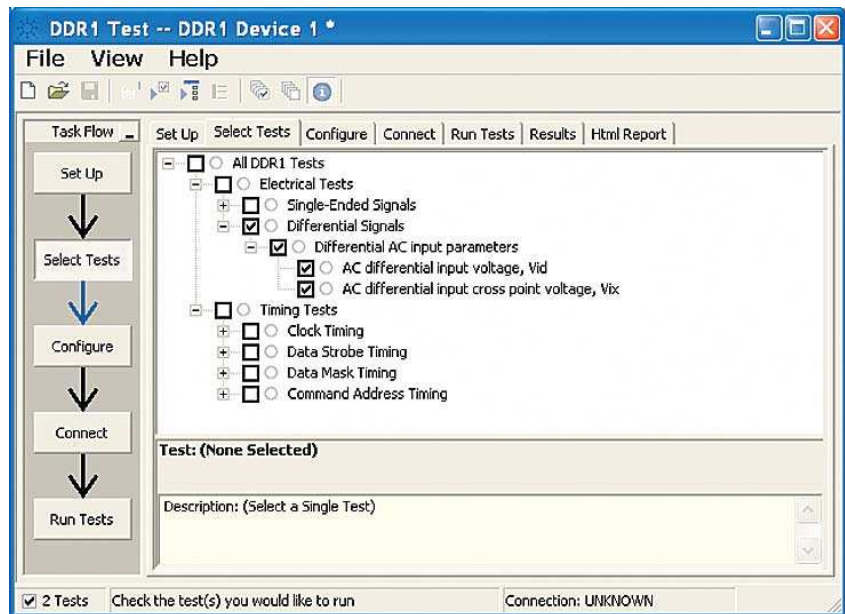 DDR1 Test -- DDR1 Device 1 *
File View Help
Task Flow
Set Up
Select Tests
Configure
Connect
Run Tests
Set Up Select Tests Configure Connect Run Tests Results Html Report
All DDR1 Tests
Electrical Tests
Single-Ended Signals
Differential Signals
Differential AC input parameters
AC differential input voltage, Vid
AC differential input cross point voltage, Vix
Timing Tests
Clock Timing
Data Strobe Timing
Data Mask Timing
Command Address Timing
Test: (None Selected)
Description: (Select a Single Test)
2 Tests Check the test(s) you would like to run Connection: UNKNOWN